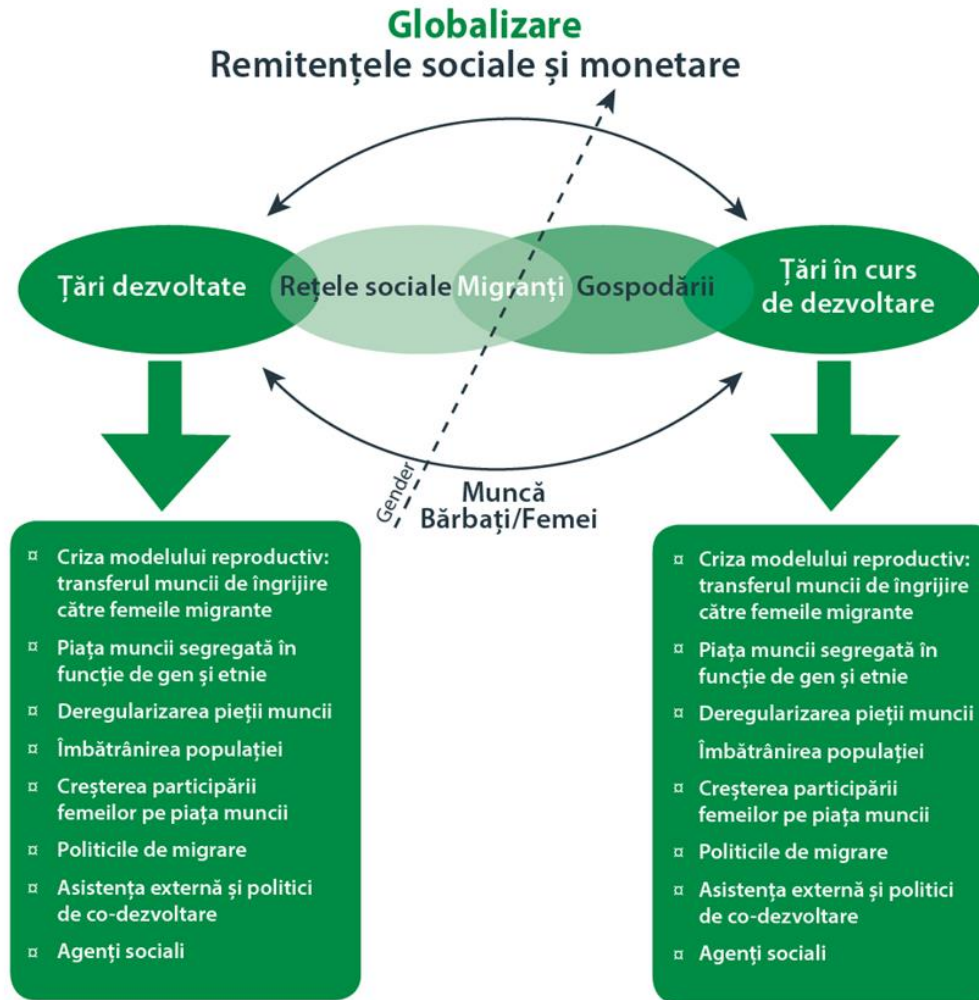 Globalizare
Remitențele sociale și monetare
Țări dezvoltate
Rețele sociale
Migranți
Gospodării
Țări în curs
de dezvoltare
Gender
Muncă
Bărbați/Femei
¤ Criza modelului reproductiv:
transferul muncii de îngrijire
către femeile migrante
¤ Piața muncii segregată în
funcție de gen și etnie
¤ Deregularizarea pieții muncii
¤ Îmbătrânirea populației
¤ Creșterea participării
femeilor pe piața muncii
¤ Politicile de migrare
¤ Asistența externă și politici
de co-dezvoltare
¤ Agenți sociali
¤ Criza modelului reproductiv:
transferul muncii de îngrijire
către femeile migrante
¤ Piața muncii segregată în
funcție de gen și etnie
¤ Deregularizarea pieții muncii
Îmbătrânirea populației
¤ Creșterea participării
femeilor pe piața muncii
¤ Politicile de migrare
¤ Asistența externă și politici
de co-dezvoltare
¤ Agenți sociali